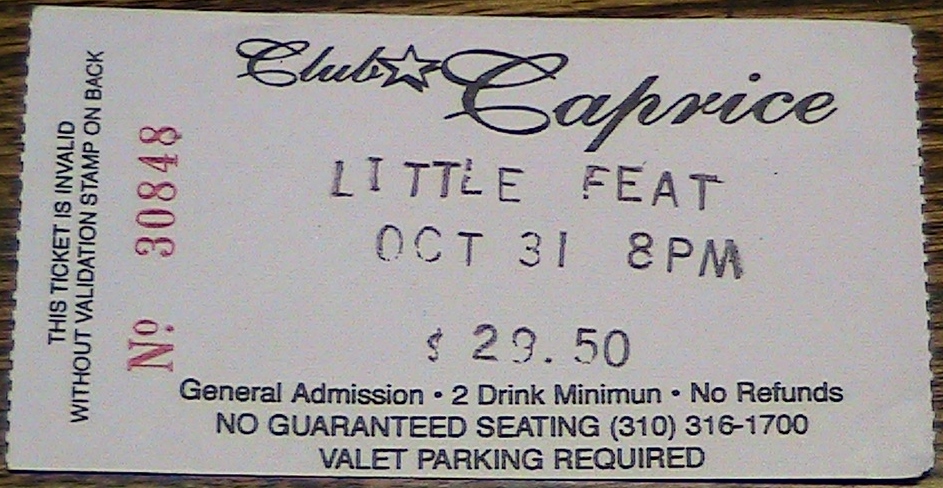 THIS TICKET IS INVALID
WITHOUT VALIDATION STAMP ON BACK
Nº. 30848
Club Caprice
LITTLE FEAT
OCT 31 8PM
$29.50
General Admission • 2 Drink Minimun • No Refunds
NO GUARANTEED SEATING (310) 316-1700
VALET PARKING REQUIRED